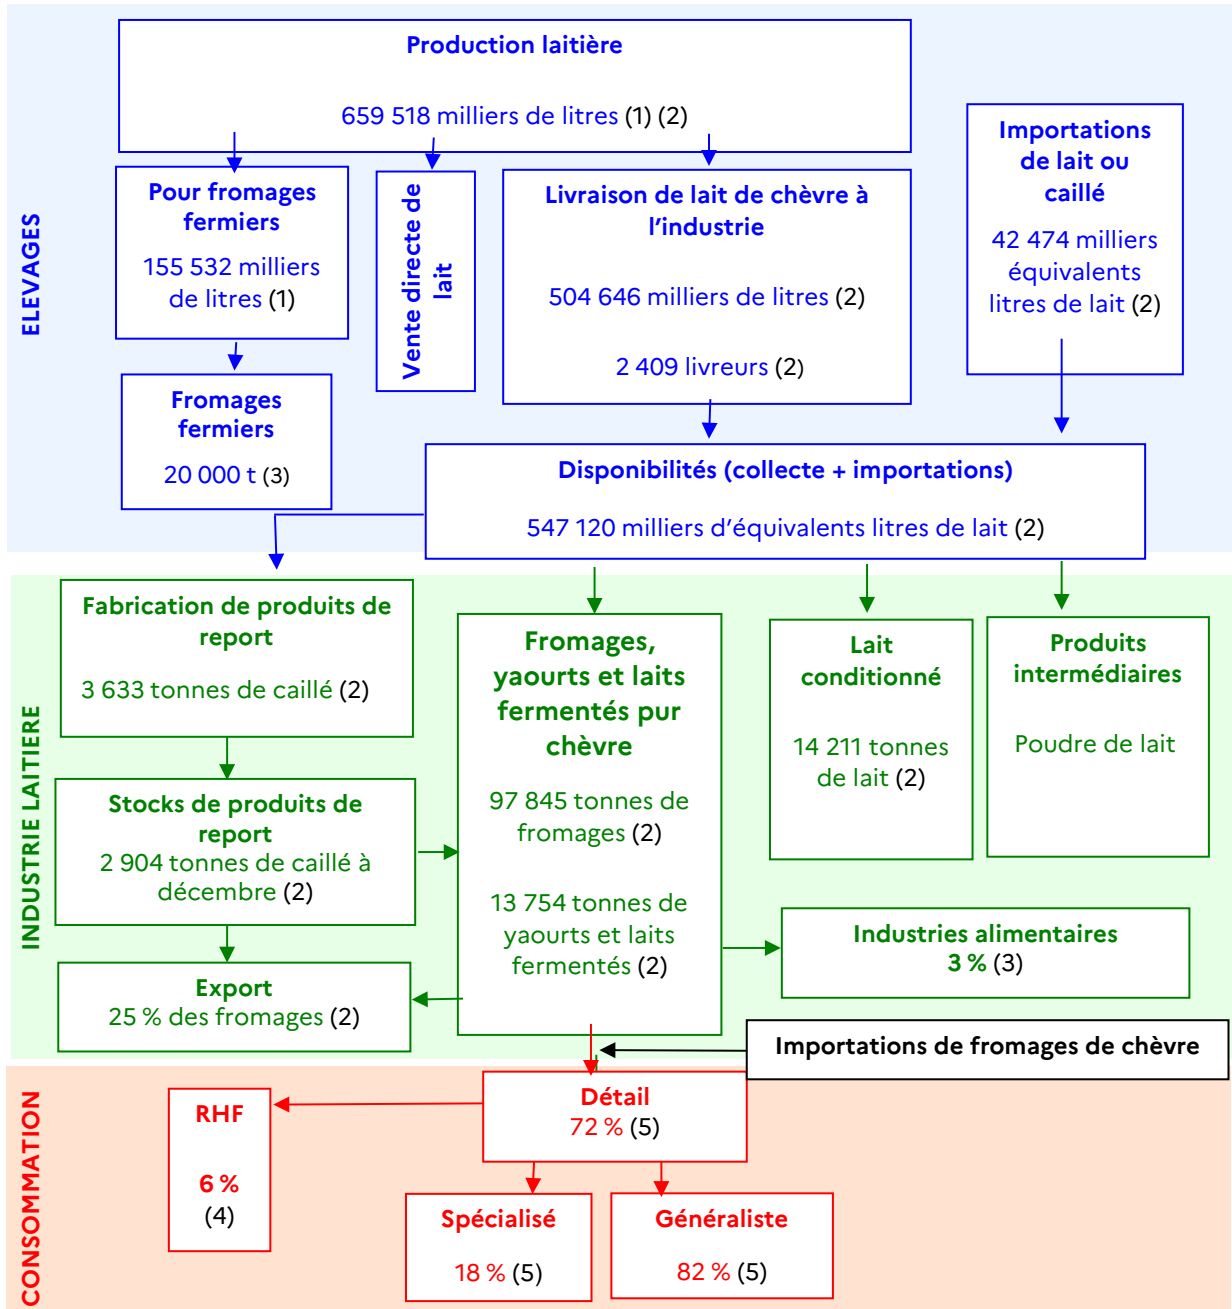 ELEVAGES
Production laitière
659 518 milliers de litres (1) (2)
Pour fromages
fermiers
155 532 milliers
de litres (1)
Vente directe de
lait
Livraison de lait de chèvre à
l’industrie
504 646 milliers de litres (2)
2 409 livreurs (2)
Importations
de lait ou
caillé
42 474 milliers
équivalents
litres de lait (2)
Fromages
fermiers
20 000 t (3)
Disponibilités (collecte + importations)
547 120 milliers d’équivalents litres de lait (2)
INDUSTRIE LAITIERE
Fabrication de produits de
report
3 633 tonnes de caillé (2)
Stocks de produits de
report
2 904 tonnes de caillé à
décembre (2)
Export
25 % des fromages (2)
Fromages,
yaourts et laits
fermentés pur
chèvre
97 845 tonnes de
fromages (2)
13 754 tonnes de
yaourts et laits
fermentés (2)
Lait
conditionné
14 211 tonnes
de lait (2)
Produits
intermédiaires
Poudre de lait
Industries alimentaires
3 % (3)
Importations de fromages de chèvre
CONSOMMATION
RHF
6 %
(4)
Détail
72 % (5)
Spécialisé
18 % (5)
Généraliste
82 % (5)